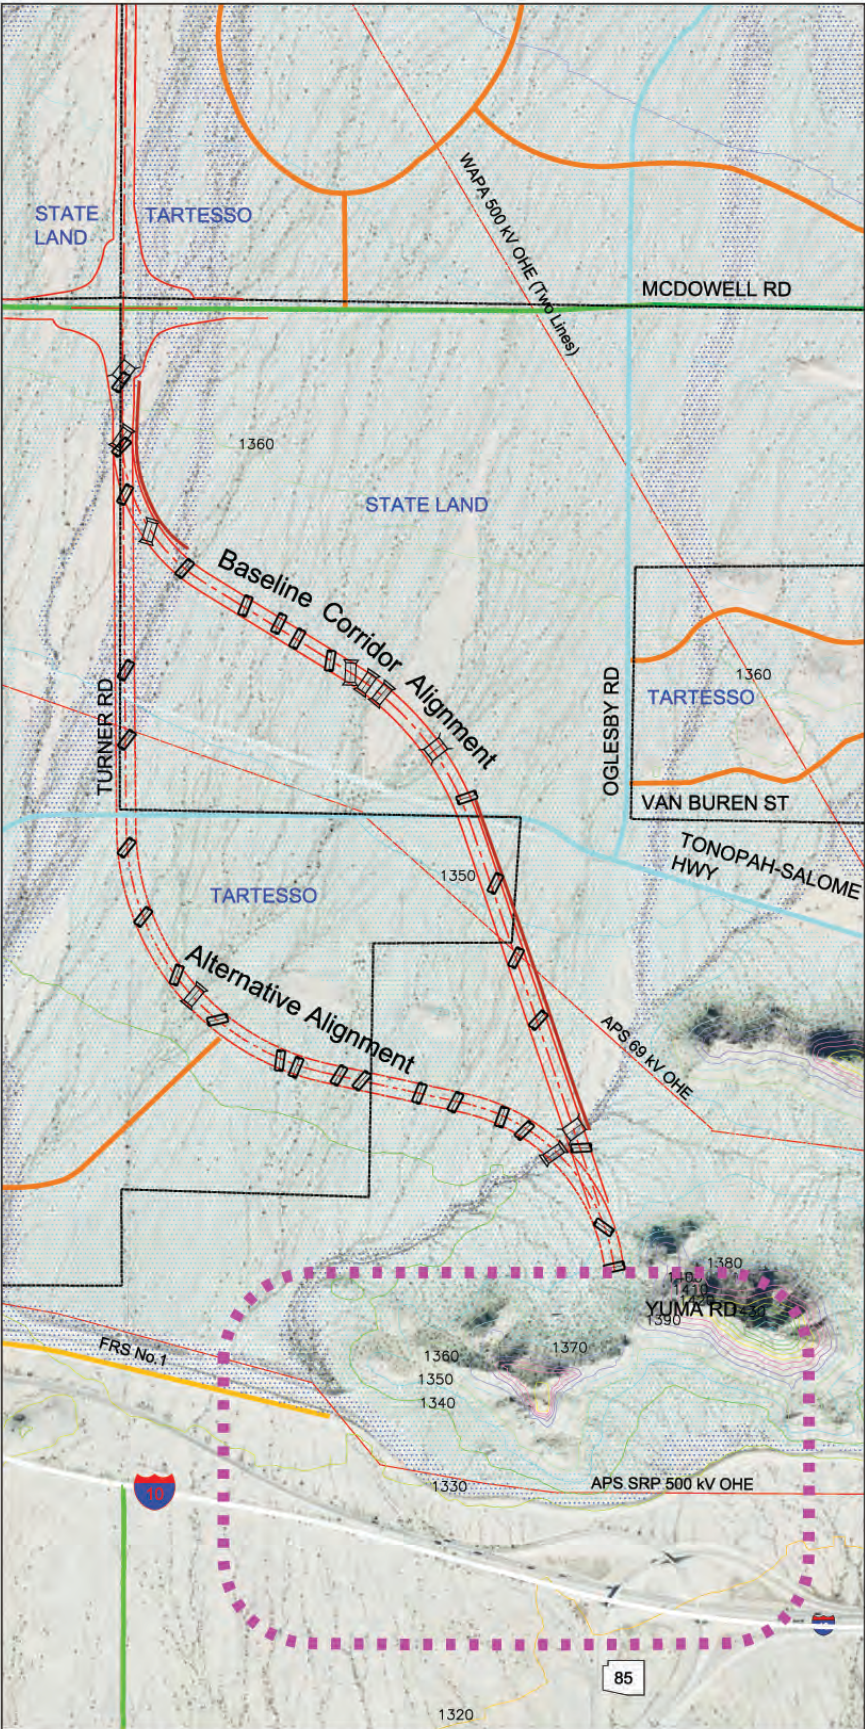 STATE
LAND
TARTESSO
WAPA 500 kV OHE (Two Lines)
MCDOWELL RD
1360
STATE LAND
Baseline Corridor Alignment
TURNER RD
OGLESBY RD
1360
TARTESSO
VAN BUREN ST
TONOPAH-SALOME
HWY
1350
TARTESSO
Alternative Alignment
APS 69 kV OHE
1380
1400
1410
1420
YUMA RD
1390
FRS No.1
1360
1370
1350
1340
10
1330
APS SRP 500 kV OHE
85
1320